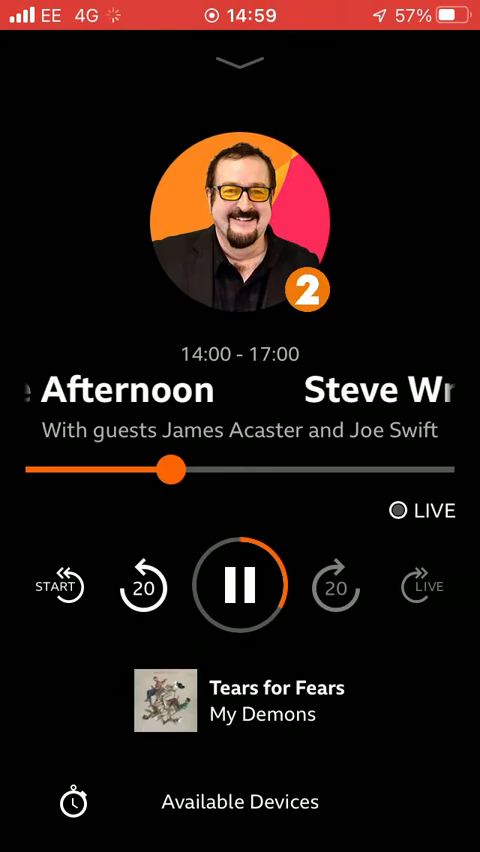 EE 4G 14:59 57%
2
14:00 - 17:00
Afternoon Steve Wr
With guests James Acaster and Joe Swift
LIVE
START 20 20 LIVE
Tears for Fears
My Demons
Available Devices